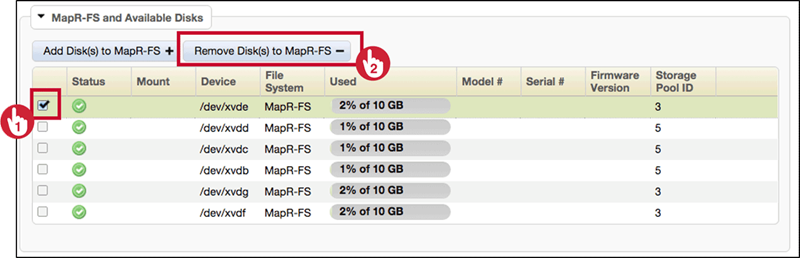 MapR-FS and Available Disks
Add Disk(s) to MapR-FS + Remove Disk(s) to MapR-FS −
2
Status Mount Device File System Used Model # Serial # Firmware Version Storage Pool ID
1
/dev/xvde MapR-FS 2% of 10 GB 3
/dev/xvdd MapR-FS 1% of 10 GB 5
/dev/xvdc MapR-FS 1% of 10 GB 5
/dev/xvdb MapR-FS 1% of 10 GB 5
/dev/xvdg MapR-FS 2% of 10 GB 3
/dev/xvdf MapR-FS 2% of 10 GB 3